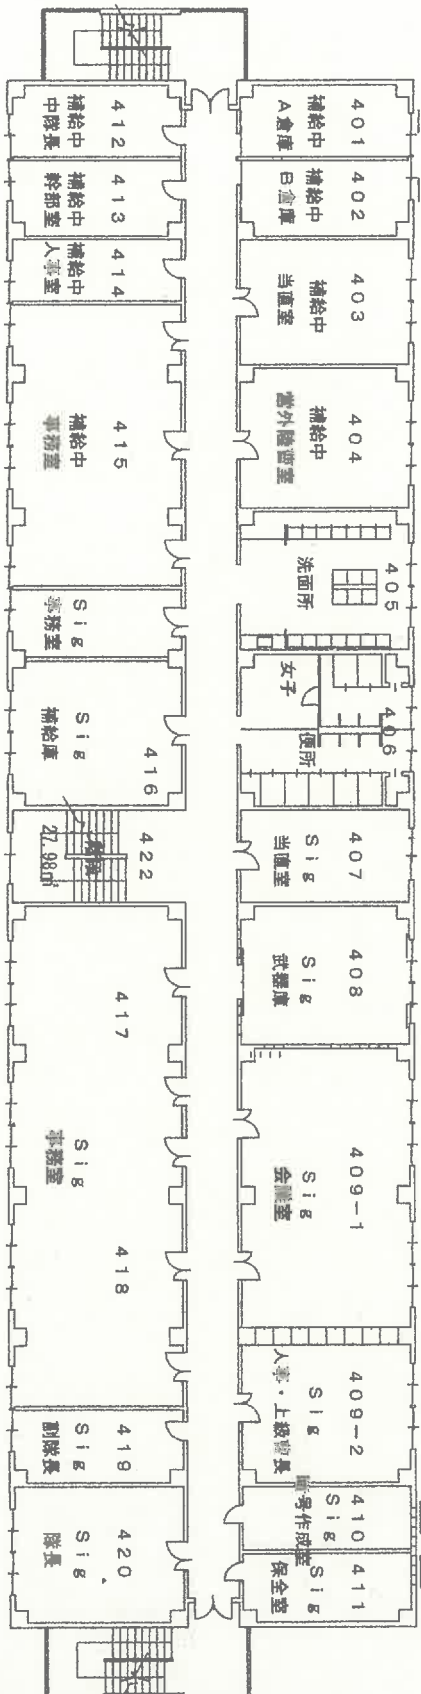 401
補給中
A倉庫
402
補給中
B倉庫
403
補給中
当直室
404
補給中
営外陸曹室
405
洗面所
406
女子
便所
407
Sig
当直室
408
Sig
武器庫
409-1
Sig
会議室
409-2
Sig
人事・上級曹長
410
Sig
暗号作成室
411
Sig
保全室
412
補給中
中隊長
413
補給中
幹部室
414
補給中
人事室
415
補給中
事務室
Sig
事務室
416
Sig
補給庫
422
階段
27.98㎡
417
Sig
事務室
418
419
Sig
副隊長
420
Sig
隊長